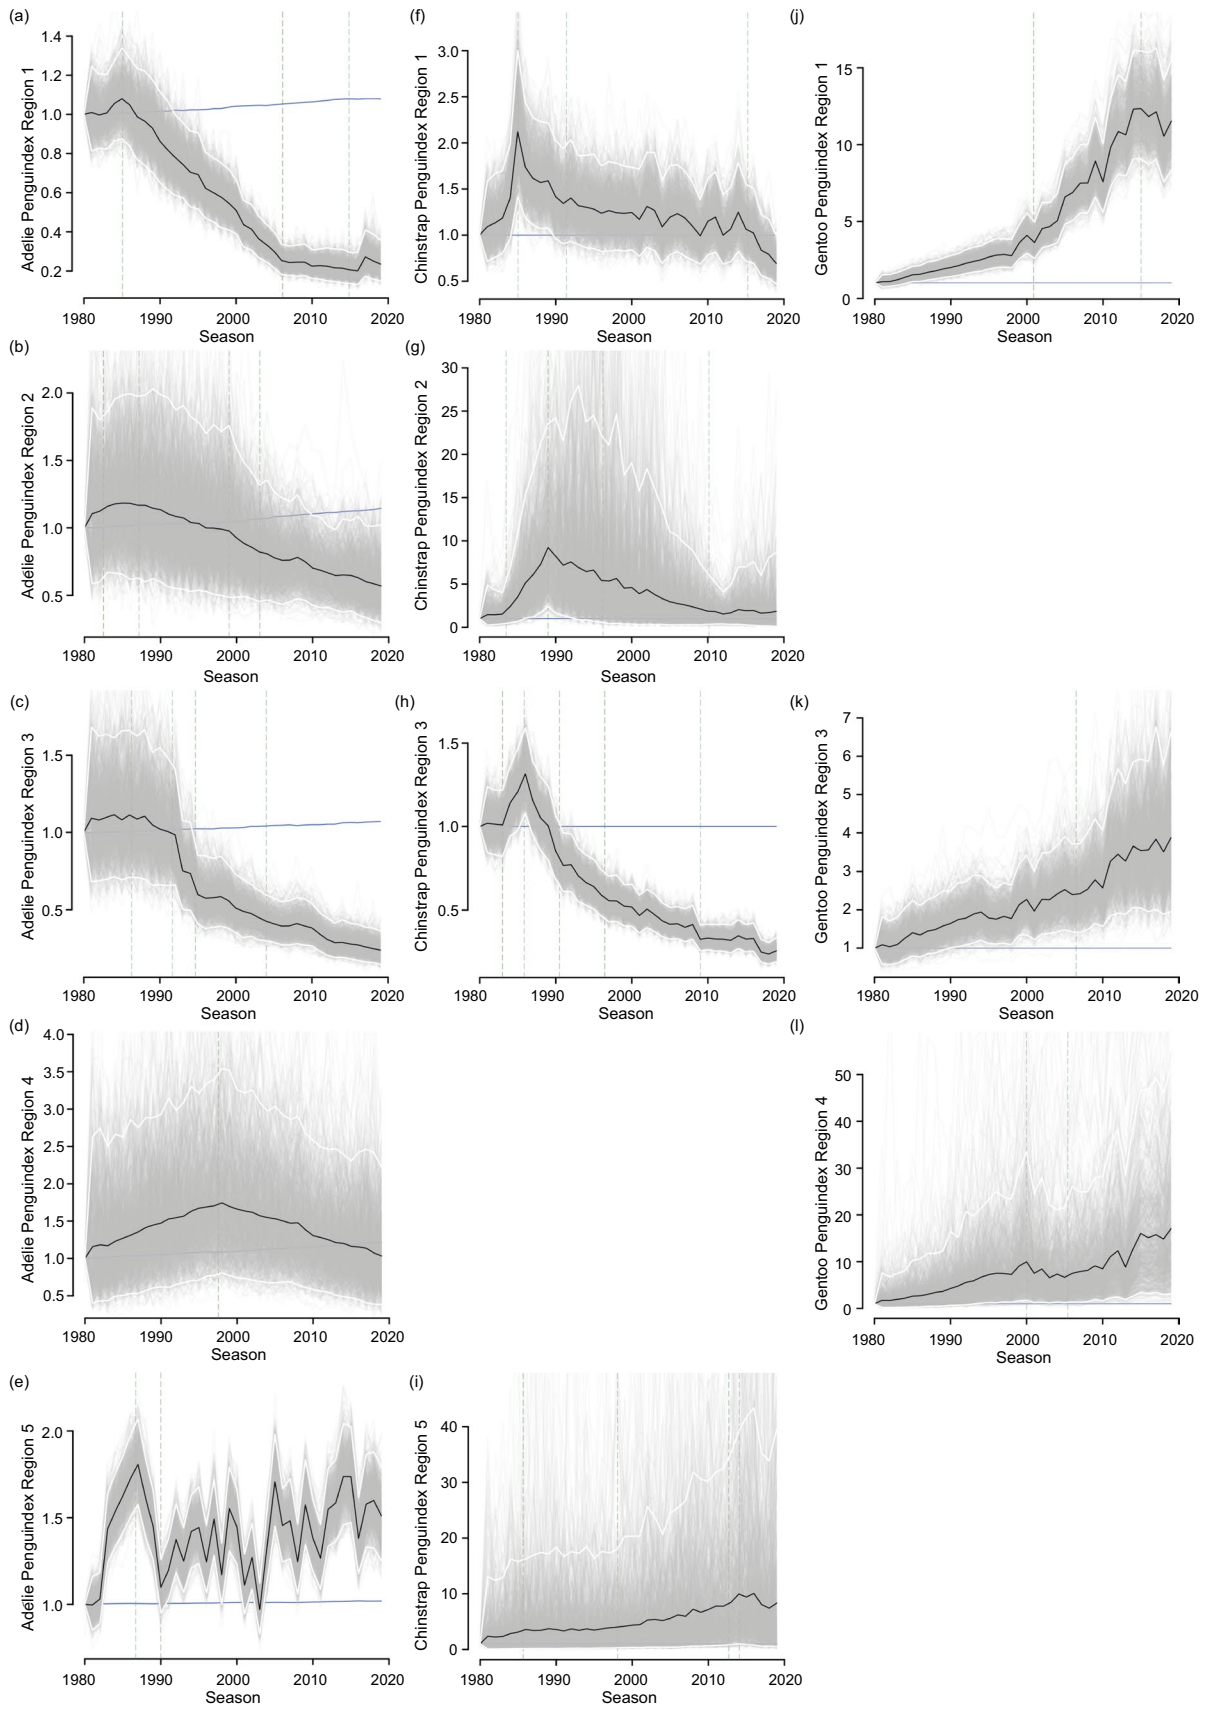 (a)
Adélie Penguindex Region 1
1.4
1.2
1.0
0.8
0.6
0.4
0.2
1980 1990 2000 2010 2020
Season
(f)
Chinstrap Penguindex Region 1
3.0
2.5
2.0
1.5
1.0
0.5
1980 1990 2000 2010 2020
Season
(j)
Gentoo Penguindex Region 1
15
10
5
0
1980 1990 2000 2010 2020
Season
(b)
Adélie Penguindex Region 2
2.0
1.5
1.0
0.5
1980 1990 2000 2010 2020
Season
(g)
Chinstrap Penguindex Region 2
30
25
20
15
10
5
0
1980 1990 2000 2010 2020
Season
(c)
Adélie Penguindex Region 3
1.5
1.0
0.5
1980 1990 2000 2010 2020
Season
(h)
Chinstrap Penguindex Region 3
1.5
1.0
0.5
1980 1990 2000 2010 2020
Season
(k)
Gentoo Penguindex Region 3
7
6
5
4
3
2
1
1980 1990 2000 2010 2020
Season
(d)
Adélie Penguindex Region 4
4.0
3.5
3.0
2.5
2.0
1.5
1.0
0.5
1980 1990 2000 2010 2020
Season
(l)
Gentoo Penguindex Region 4
50
40
30
20
10
0
1980 1990 2000 2010 2020
Season
(e)
Adélie Penguindex Region 5
2.0
1.5
1.0
1980 1990 2000 2010 2020
Season
(i)
Chinstrap Penguindex Region 5
40
30
20
10
0
1980 1990 2000 2010 2020
Season